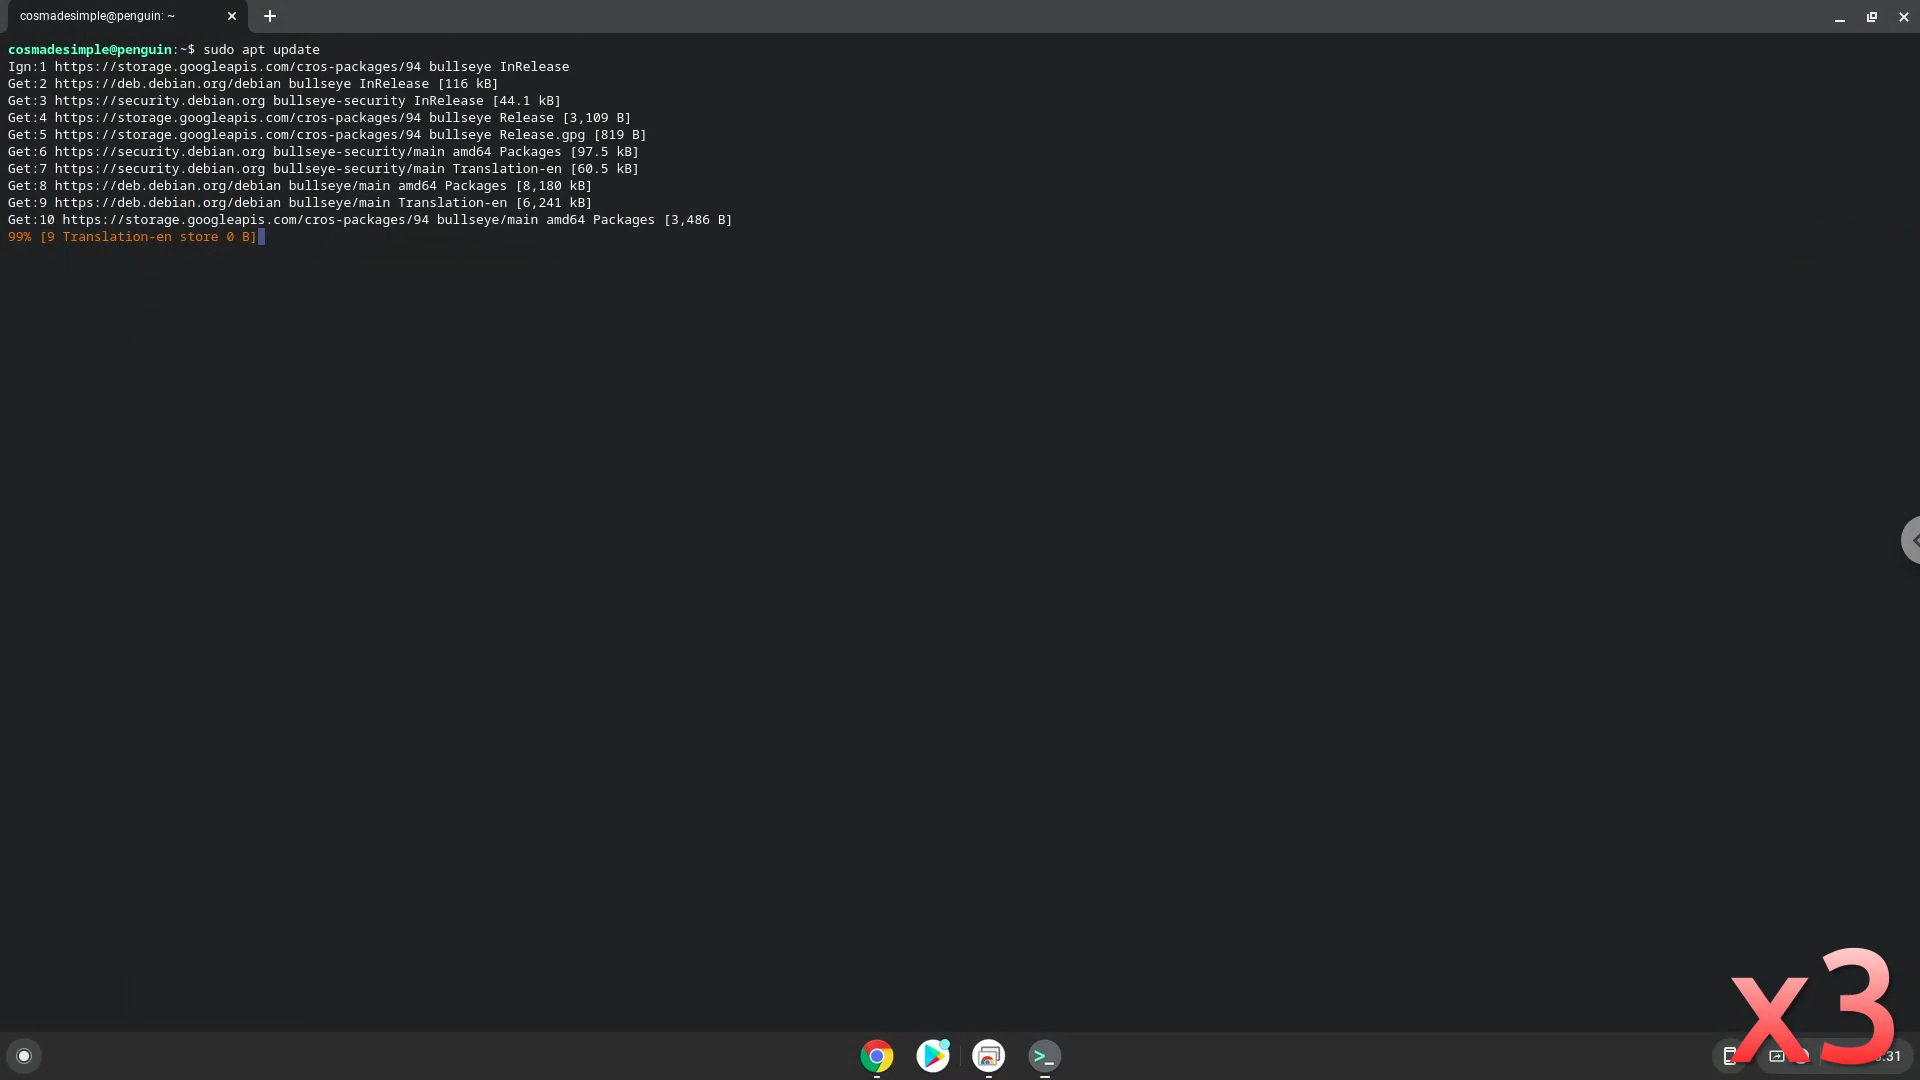 cosmadesimple@penguin: ~
cosmadesimple@penguin:~$ sudo apt update
Ign:1 https://storage.googleapis.com/cros-packages/94 bullseye InRelease
Get:2 https://deb.debian.org/debian bullseye InRelease [116 kB]
Get:3 https://security.debian.org bullseye-security InRelease [44.1 kB]
Get:4 https://storage.googleapis.com/cros-packages/94 bullseye Release [3,109 B]
Get:5 https://storage.googleapis.com/cros-packages/94 bullseye Release.gpg [819 B]
Get:6 https://security.debian.org bullseye-security/main amd64 Packages [97.5 kB]
Get:7 https://security.debian.org bullseye-security/main Translation-en [60.5 kB]
Get:8 https://deb.debian.org/debian bullseye/main amd64 Packages [8,180 kB]
Get:9 https://deb.debian.org/debian bullseye/main Translation-en [6,241 kB]
Get:10 https://storage.googleapis.com/cros-packages/94 bullseye/main amd64 Packages [3,486 B]
99% [9 Translation-en store 0 B]
x3